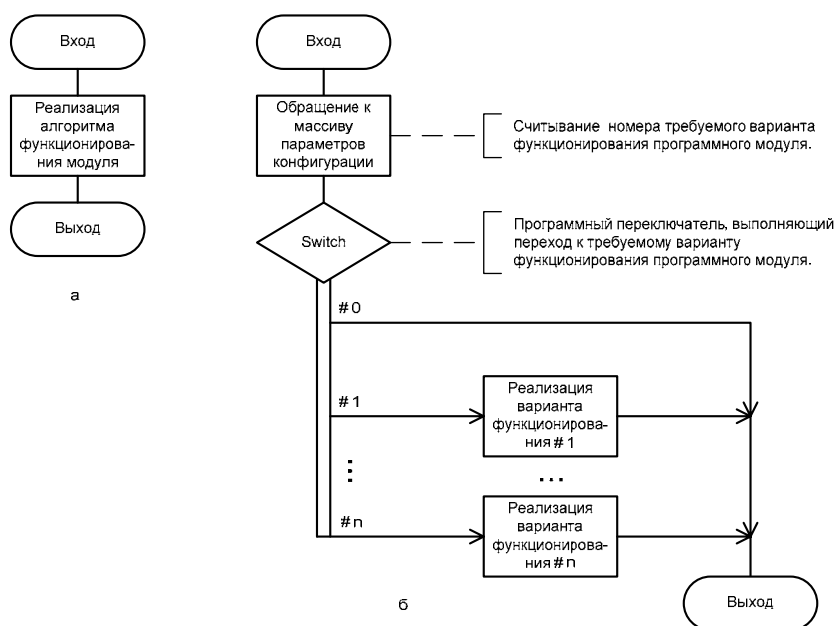 Вход
Реализация
алгоритма
функционирова-
ния модуля
Выход
а
Вход
Обращение к
массиву
параметров
конфигурации
Считывание номера требуемого варианта
функционирования программного модуля.
Switch
Программный переключатель, выполняющий
переход к требуемому варианту
функционирования программного модуля.
#0
#1
Реализация
варианта
функционирова-
ния #1
...
...
#n
Реализация
варианта
функционирова-
ния #n
Выход
б